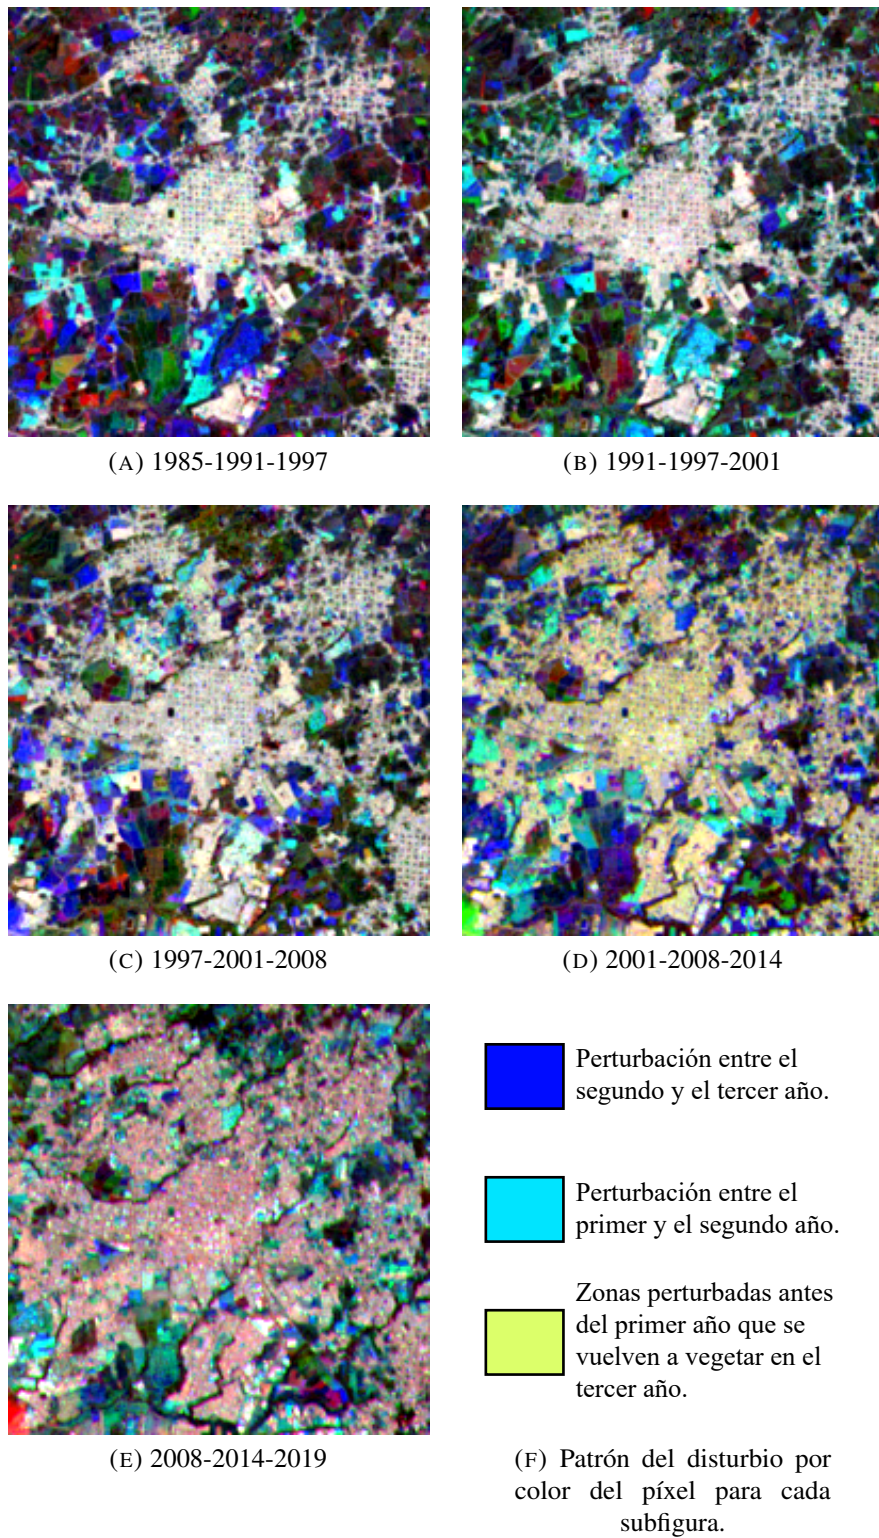 (A) 1985-1991-1997
(B) 1991-1997-2001
(C) 1997-2001-2008
(D) 2001-2008-2014
Perturbación entre el
segundo y el tercer año.
Perturbación entre el
primer y el segundo año.
Zonas perturbadas antes
del primer año que se
vuelven a vegetar en el
tercer año.
(E) 2008-2014-2019
(F) Patrón del disturbio por
color del píxel para cada
subfigura.